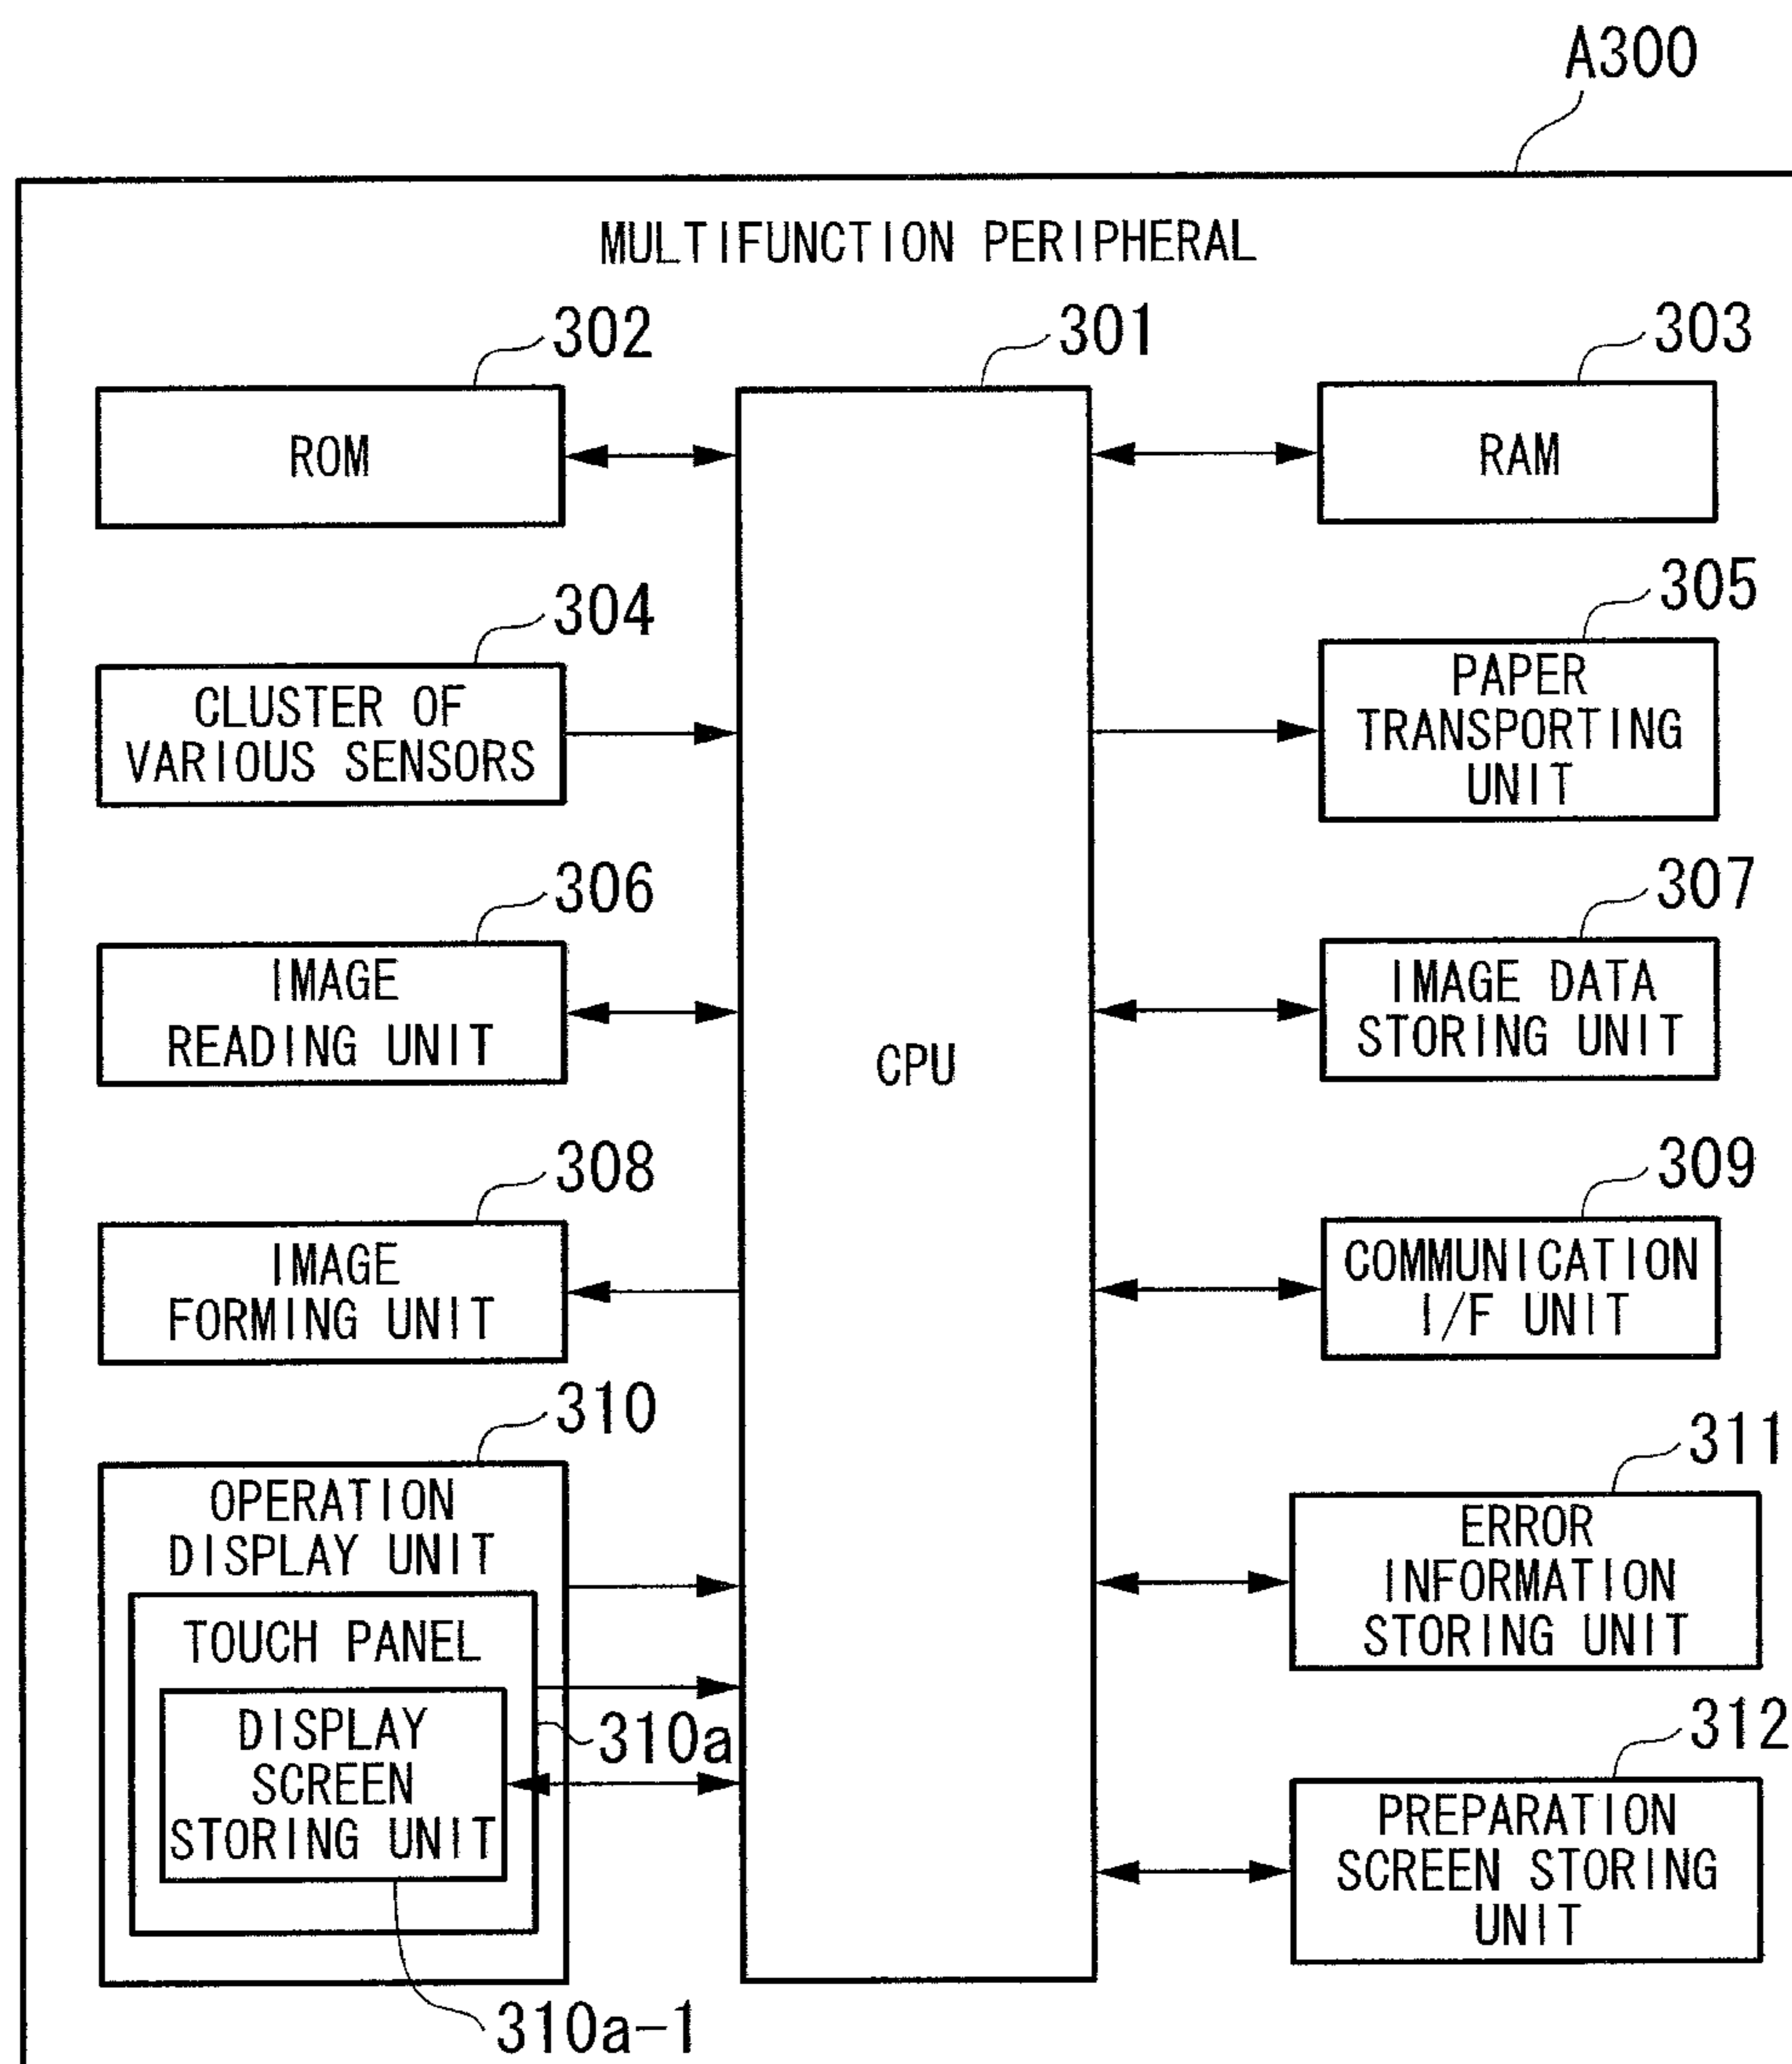 A300
MULTIFUNCTION PERIPHERAL
302
301
303
ROM
RAM
304
305
CLUSTER OF
VARIOUS SENSORS
PAPER
TRANSPORTING
UNIT
306
307
IMAGE
READING UNIT
CPU
IMAGE DATA
STORING UNIT
308
309
IMAGE
FORMING UNIT
COMMUNICATION
I/F UNIT
310
311
OPERATION
DISPLAY UNIT
ERROR
INFORMATION
STORING UNIT
TOUCH PANEL
310a
DISPLAY
SCREEN
STORING UNIT
312
PREPARATION
SCREEN STORING
UNIT
310a-1